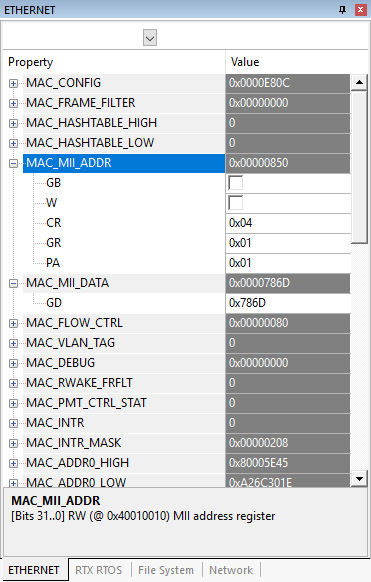 ETHERNET
Property Value
MAC_CONFIG 0x0000E80C
MAC_FRAME_FILTER 0x00000000
MAC_HASHTABLE_HIGH 0
MAC_HASHTABLE_LOW 0
MAC_MII_ADDR 0x00000850
GB
W
CR 0x04
GR 0x01
PA 0x01
MAC_MII_DATA 0x0000786D
GD 0x786D
MAC_FLOW_CTRL 0x00000080
MAC_VLAN_TAG 0
MAC_DEBUG 0x00000000
MAC_RWAKE_FRFLT 0
MAC_PMT_CTRL_STAT 0
MAC_INTR 0
MAC_INTR_MASK 0x00000208
MAC_ADDR0_HIGH 0x80005E45
MAC_ADDR0_LOW 0xA26C301E
MAC_MII_ADDR
[Bits 31..0] RW (@ 0x40010010) MII address register
ETHERNET RTX RTOS File System Network